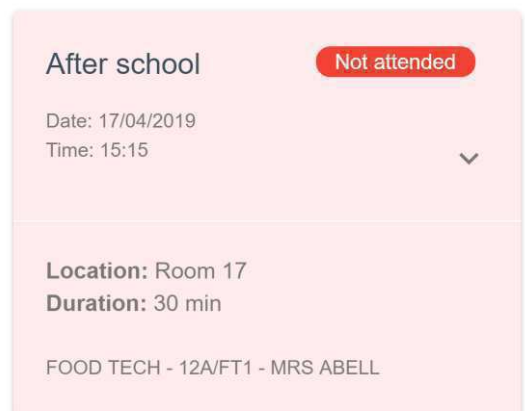 After school
Not attended
Date: 17/04/2019
Time: 15:15
Location: Room 17
Duration: 30 min
FOOD TECH - 12A/FT1 - MRS ABELL